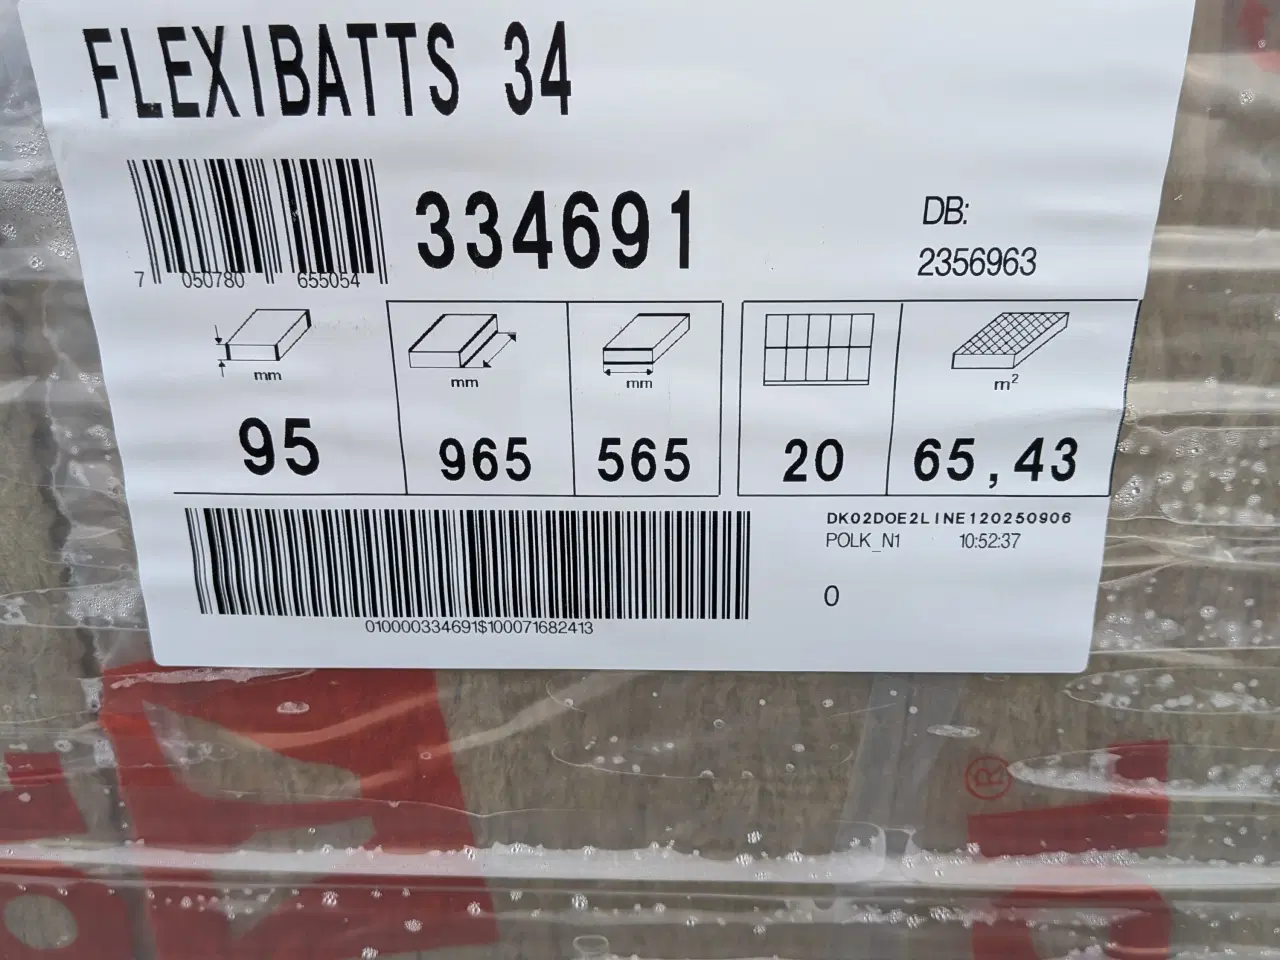 FLEXIBATTS 34
7 050780 655054
334691
DB:
2356963
mm
mm
mm
m²
95
965
565
20
65,43
DK02DOE2LINE120250906
POLK_N1 10:52:37
0
010000334691$100071682413
®